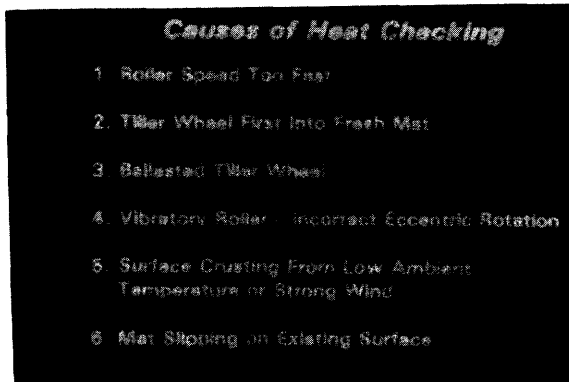 Causes of Heat Checking
1 Roller Speed Too Fast
2. Tiller Wheel First Into Fresh Mat
3 Ballasted Tiller Wheel
4. Vibratory Roller - Incorrect Eccentric Rotation
5. Surface Crusting From Low Ambient
Temperature or Strong Wind
6 Mat Slipping on Existing Surface